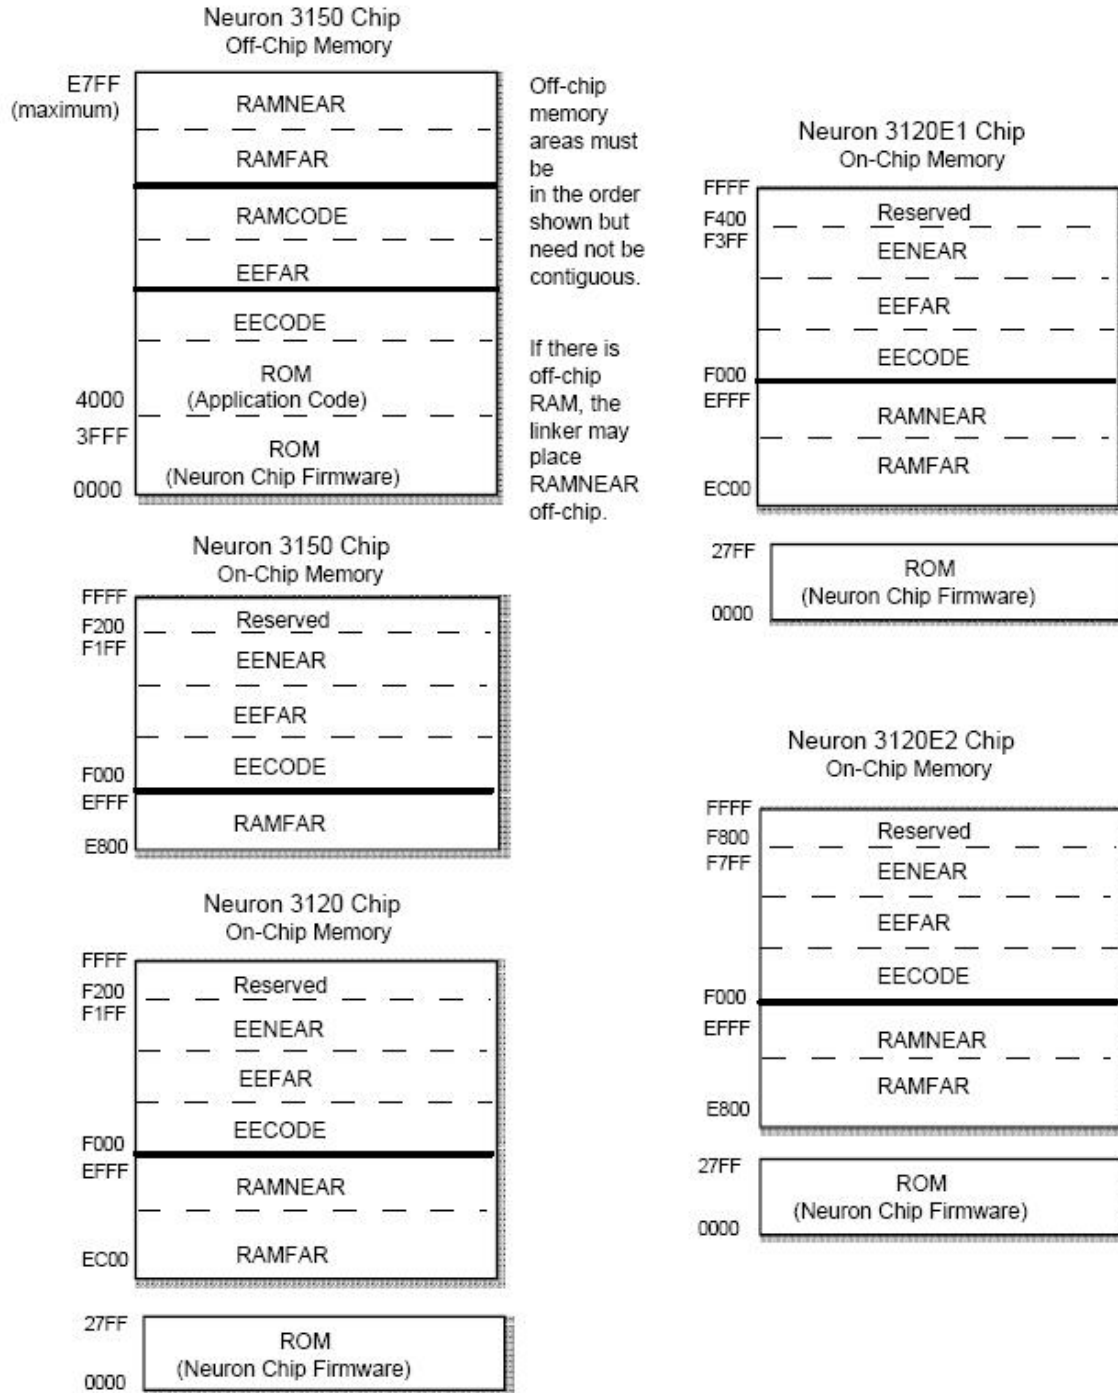 Neuron 3150 Chip
Off-Chip Memory
E7FF
(maximum)
RAMNEAR
RAMFAR
RAMCODE
EEFAR
EECODE
ROM
(Application Code)
4000
3FFF
ROM
(Neuron Chip Firmware)
0000
Off-chip
memory
areas must
be
in the order
shown but
need not be
contiguous.
If there is
off-chip
RAM, the
linker may
place
RAMNEAR
off-chip.
Neuron 3150 Chip
On-Chip Memory
FFFF
Reserved
F200
F1FF
EENEAR
EEFAR
EECODE
F000
EFFF
RAMFAR
E800
Neuron 3120 Chip
On-Chip Memory
FFFF
Reserved
F200
F1FF
EENEAR
EEFAR
EECODE
F000
EFFF
RAMNEAR
RAMFAR
EC00
27FF
ROM
(Neuron Chip Firmware)
0000
Neuron 3120E1 Chip
On-Chip Memory
FFFF
Reserved
F400
F3FF
EENEAR
EEFAR
EECODE
F000
EFFF
RAMNEAR
RAMFAR
EC00
27FF
ROM
(Neuron Chip Firmware)
0000
Neuron 3120E2 Chip
On-Chip Memory
FFFF
Reserved
F800
F7FF
EENEAR
EEFAR
EECODE
F000
EFFF
RAMNEAR
RAMFAR
E800
27FF
ROM
(Neuron Chip Firmware)
0000